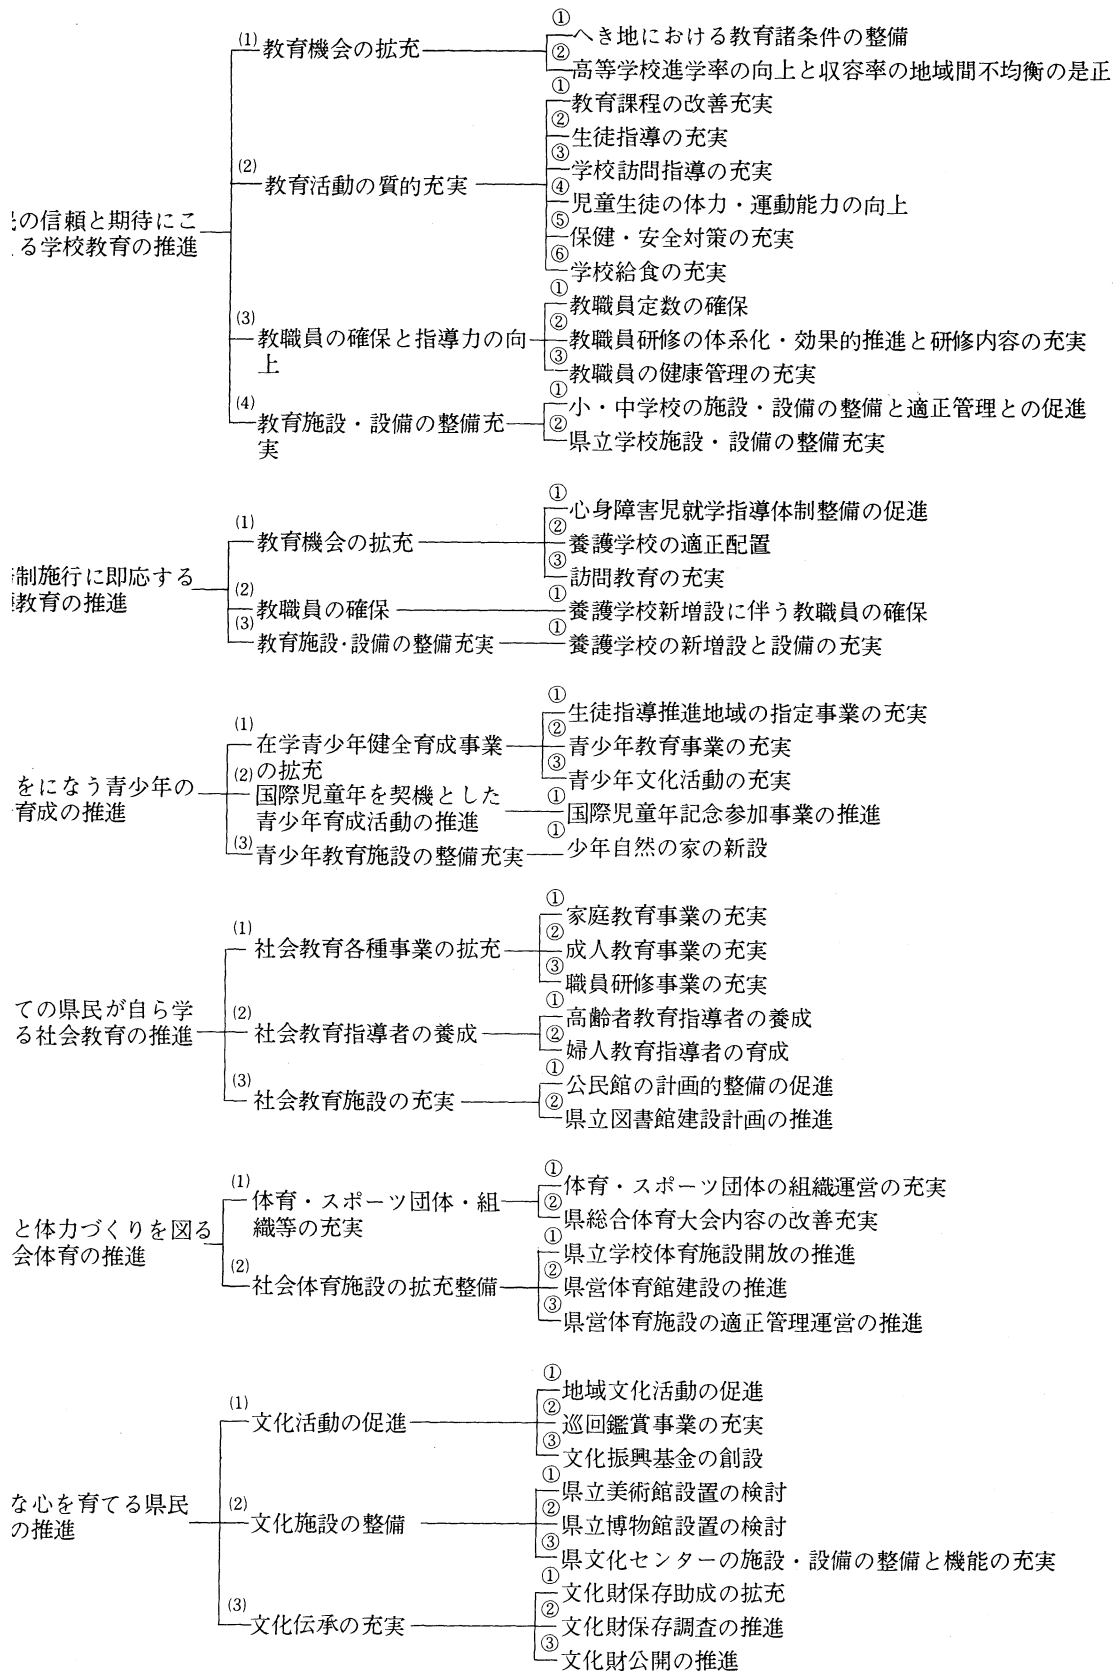 の信頼と期待にこ
る学校教育の推進
(1) 教育機会の拡充
① へき地における教育諸条件の整備
② 高等学校進学率の向上と収容率の地域間不均衡の是正
(2) 教育活動の質的充実
① 教育課程の改善充実
② 生徒指導の充実
③ 学校訪問指導の充実
④ 児童生徒の体力・運動能力の向上
⑤ 保健・安全対策の充実
⑥ 学校給食の充実
(3) 教職員の確保と指導力の向
上
① 教職員定数の確保
② 教職員研修の体系化・効果的推進と研修内容の充実
③ 教職員の健康管理の充実
(4) 教育施設・設備の整備充
実
① 小・中学校の施設・設備の整備と適正管理との促進
② 県立学校施設・設備の整備充実
制施行に即応する
教育の推進
(1) 教育機会の拡充
① 心身障害児就学指導体制整備の促進
② 養護学校の適正配置
③ 訪問教育の充実
(2) 教職員の確保
① 養護学校新増設に伴う教職員の確保
(3) 教育施設・設備の整備充実
① 養護学校の新増設と設備の充実
をになう青少年の
育成の推進
(1) 在学青少年健全育成事業
の拡充
① 生徒指導推進地域の指定事業の充実
② 青少年教育事業の充実
③ 青少年文化活動の充実
(2) 国際児童年を契機とした
青少年育成活動の推進
① 国際児童年記念参加事業の推進
(3) 青少年教育施設の整備充実
① 少年自然の家の新設
ての県民が自ら学
る社会教育の推進
(1) 社会教育各種事業の拡充
① 家庭教育事業の充実
② 成人教育事業の充実
③ 職員研修事業の充実
(2) 社会教育指導者の養成
① 高齢者教育指導者の養成
② 婦人教育指導者の育成
(3) 社会教育施設の充実
① 公民館の計画的整備の促進
② 県立図書館建設計画の推進
と体力づくりを図る
会体育の推進
(1) 体育・スポーツ団体・組
織等の充実
① 体育・スポーツ団体の組織運営の充実
② 県総合体育大会内容の改善充実
(2) 社会体育施設の拡充整備
① 県立学校体育施設開放の推進
② 県営体育館建設の推進
③ 県営体育施設の適正管理運営の推進
な心を育てる県民
の推進
(1) 文化活動の促進
① 地域文化活動の促進
② 巡回鑑賞事業の充実
③ 文化振興基金の創設
(2) 文化施設の整備
① 県立美術館設置の検討
② 県立博物館設置の検討
③ 県文化センターの施設・設備の整備と機能の充実
(3) 文化伝承の充実
① 文化財保存助成の拡充
② 文化財保存調査の推進
③ 文化財公開の推進